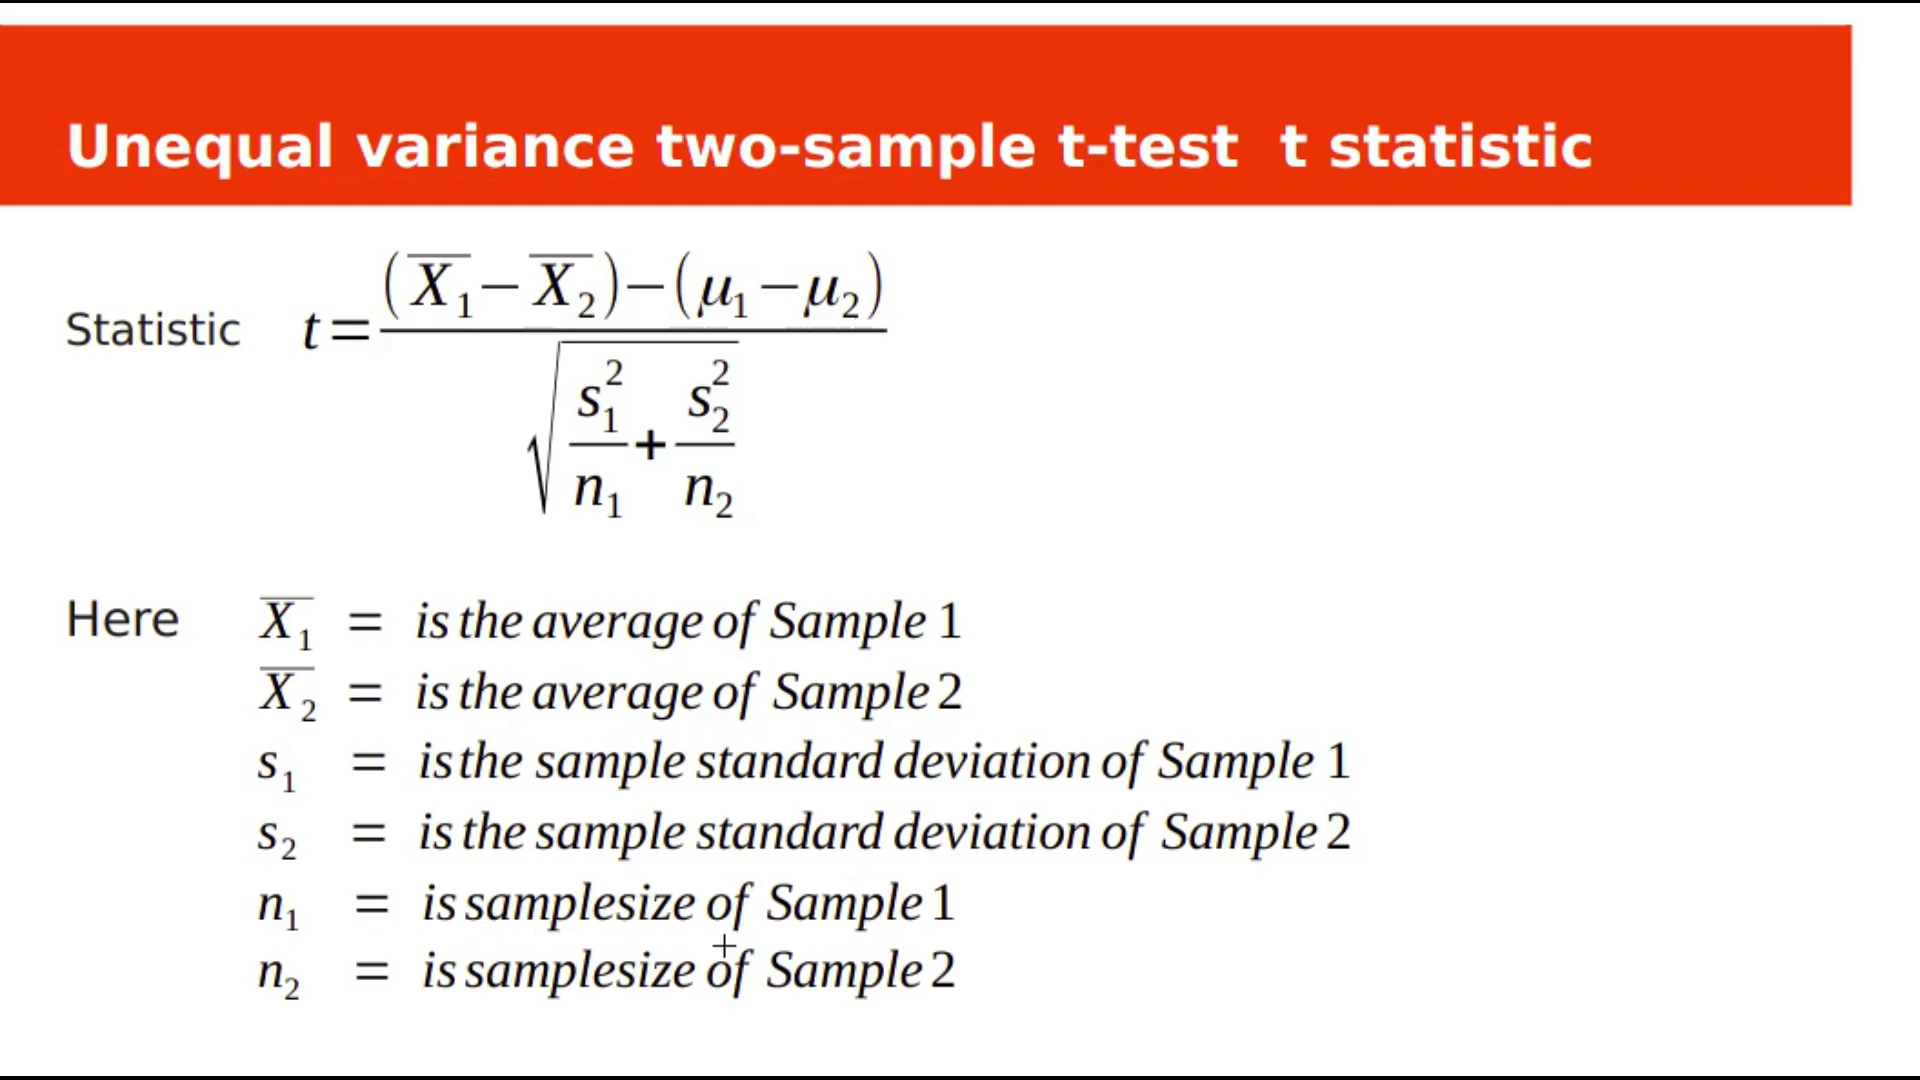 Unequal variance two-sample t-test  t statistic
Statistic t = ((X̅₁ − X̅₂) − (μ₁ − μ₂)) / √(s₁²/n₁ + s₂²/n₂)
Here X̅₁ = is the average of Sample 1
X̅₂ = is the average of Sample 2
s₁ = is the sample standard deviation of Sample 1
s₂ = is the sample standard deviation of Sample 2
n₁ = is samplesize of Sample 1
n₂ = is samplesize of Sample 2